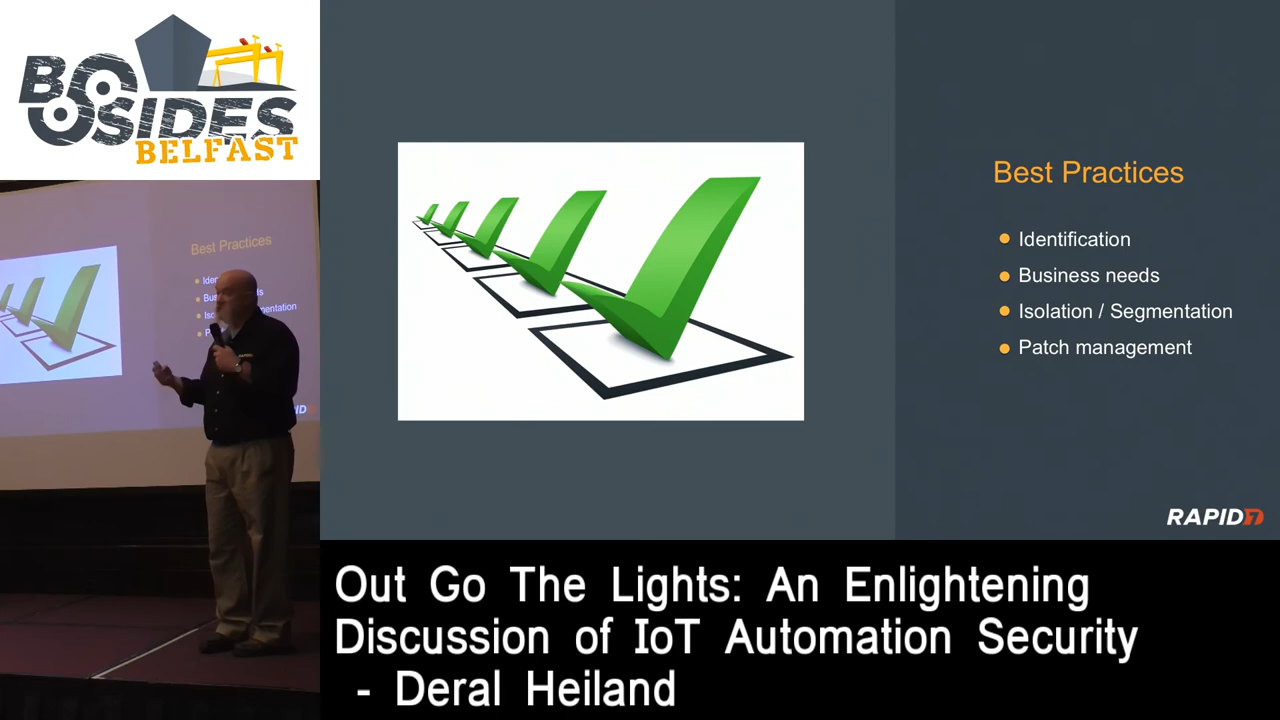 BSIDES
BELFAST
Best Practices
Identification
Business needs
Isolation / Segmentation
Patch management
RAPID7
Best Practices
Out Go The Lights: An Enlightening
Discussion of IoT Automation Security
- Deral Heiland